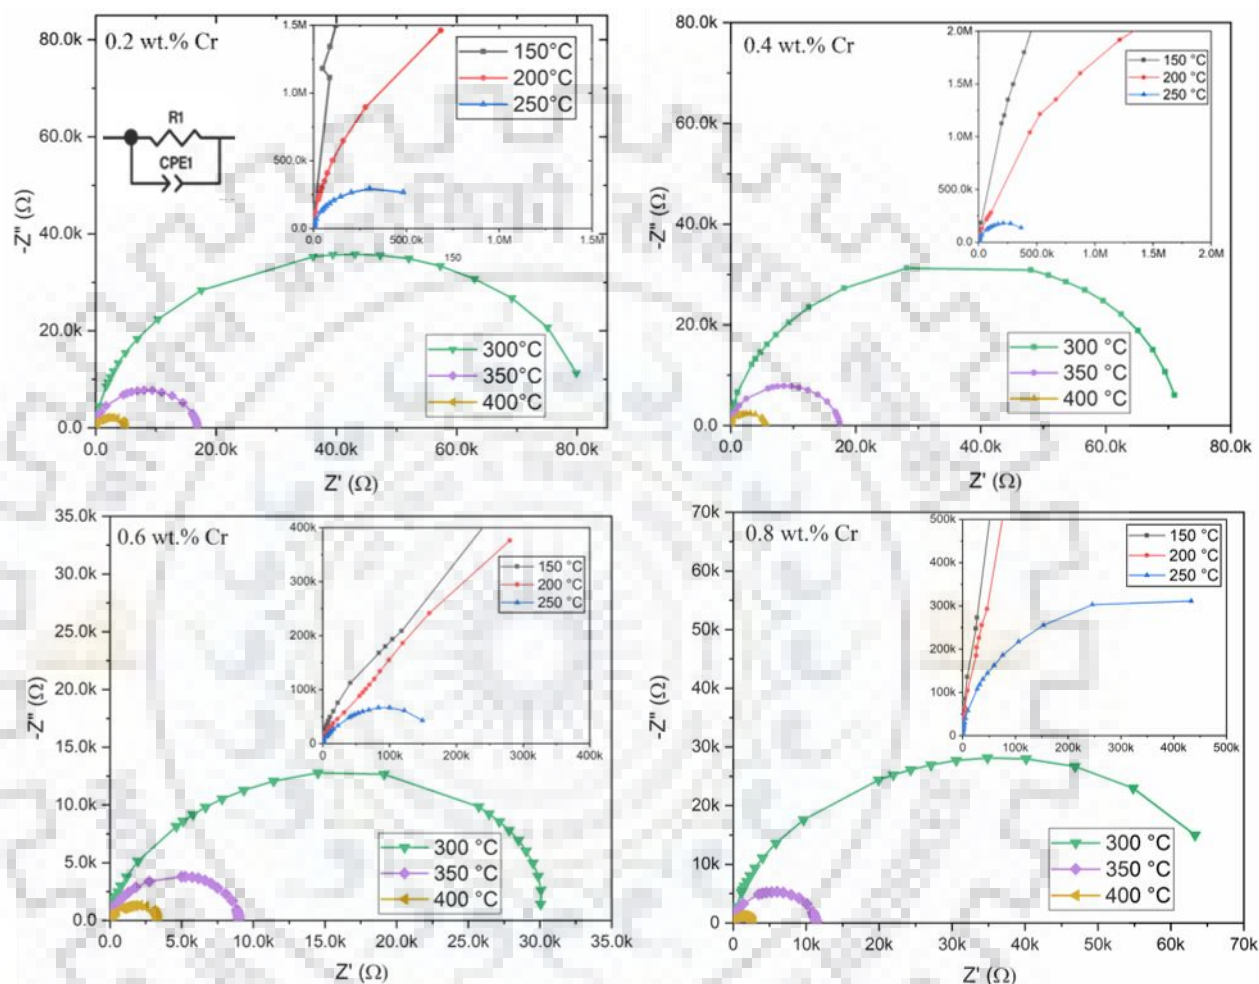 0.2 wt.% Cr
80.0k
60.0k
40.0k
20.0k
0.0
-Z" (Ω)
0.0
20.0k
40.0k
60.0k
80.0k
Z' (Ω)
R1
CPE1
1.5M
1.0M
500.0k
0.0
0.0
500.0k
1.0M
1.5M
150
150°C
200°C
250°C
300°C
350°C
400°C
0.4 wt.% Cr
80.0k
60.0k
40.0k
20.0k
0.0
-Z" (Ω)
0.0
20.0k
40.0k
60.0k
80.0k
Z' (Ω)
2.0M
1.5M
1.0M
500.0k
0.0
0.0
500.0k
1.0M
1.5M
2.0M
150 °C
200 °C
250 °C
300 °C
350 °C
400 °C
0.6 wt.% Cr
35.0k
30.0k
25.0k
20.0k
15.0k
10.0k
5.0k
0.0
-Z" (Ω)
0.0
5.0k
10.0k
15.0k
20.0k
25.0k
30.0k
35.0k
Z' (Ω)
400k
300k
200k
100k
0
0
100k
200k
300k
400k
150 °C
200 °C
250 °C
300 °C
350 °C
400 °C
0.8 wt.% Cr
70k
60k
50k
40k
30k
20k
10k
0
-Z" (Ω)
0
10k
20k
30k
40k
50k
60k
70k
Z' (Ω)
500k
400k
300k
200k
100k
0
0
100k
200k
300k
400k
500k
150 °C
200 °C
250 °C
300 °C
350 °C
400 °C